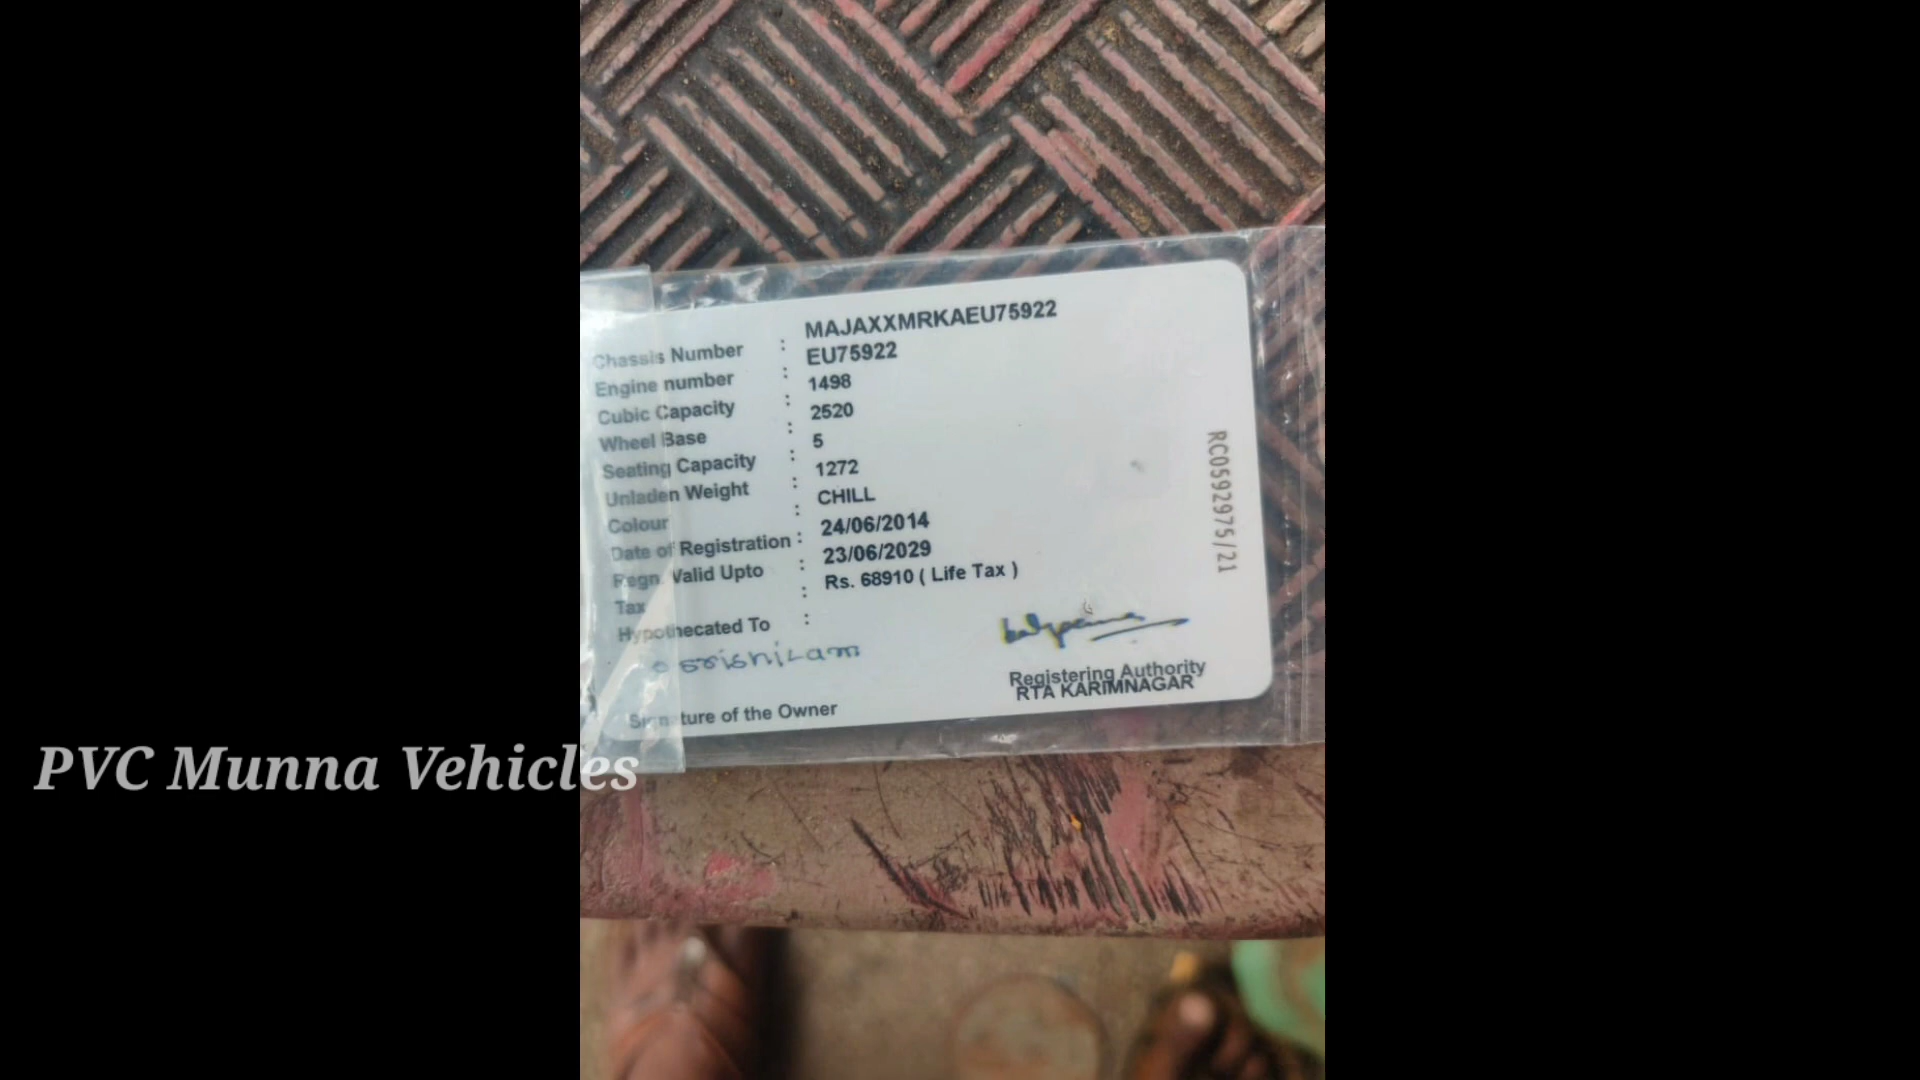 Chassis Number : MAJAXXMRKAEU75922
Engine number : EU75922
Cubic Capacity : 1498
Wheel Base : 2520
Seating Capacity : 5
Unladen Weight : 1272
Colour : CHILL
Date of Registration : 24/06/2014
Regn. Valid Upto : 23/06/2029
Tax : Rs. 68910 ( Life Tax )
Hypothecated To :
Signature of the Owner
Registering Authority
RTA KARIMNAGAR
RC0592975/21
PVC Munna Vehicles